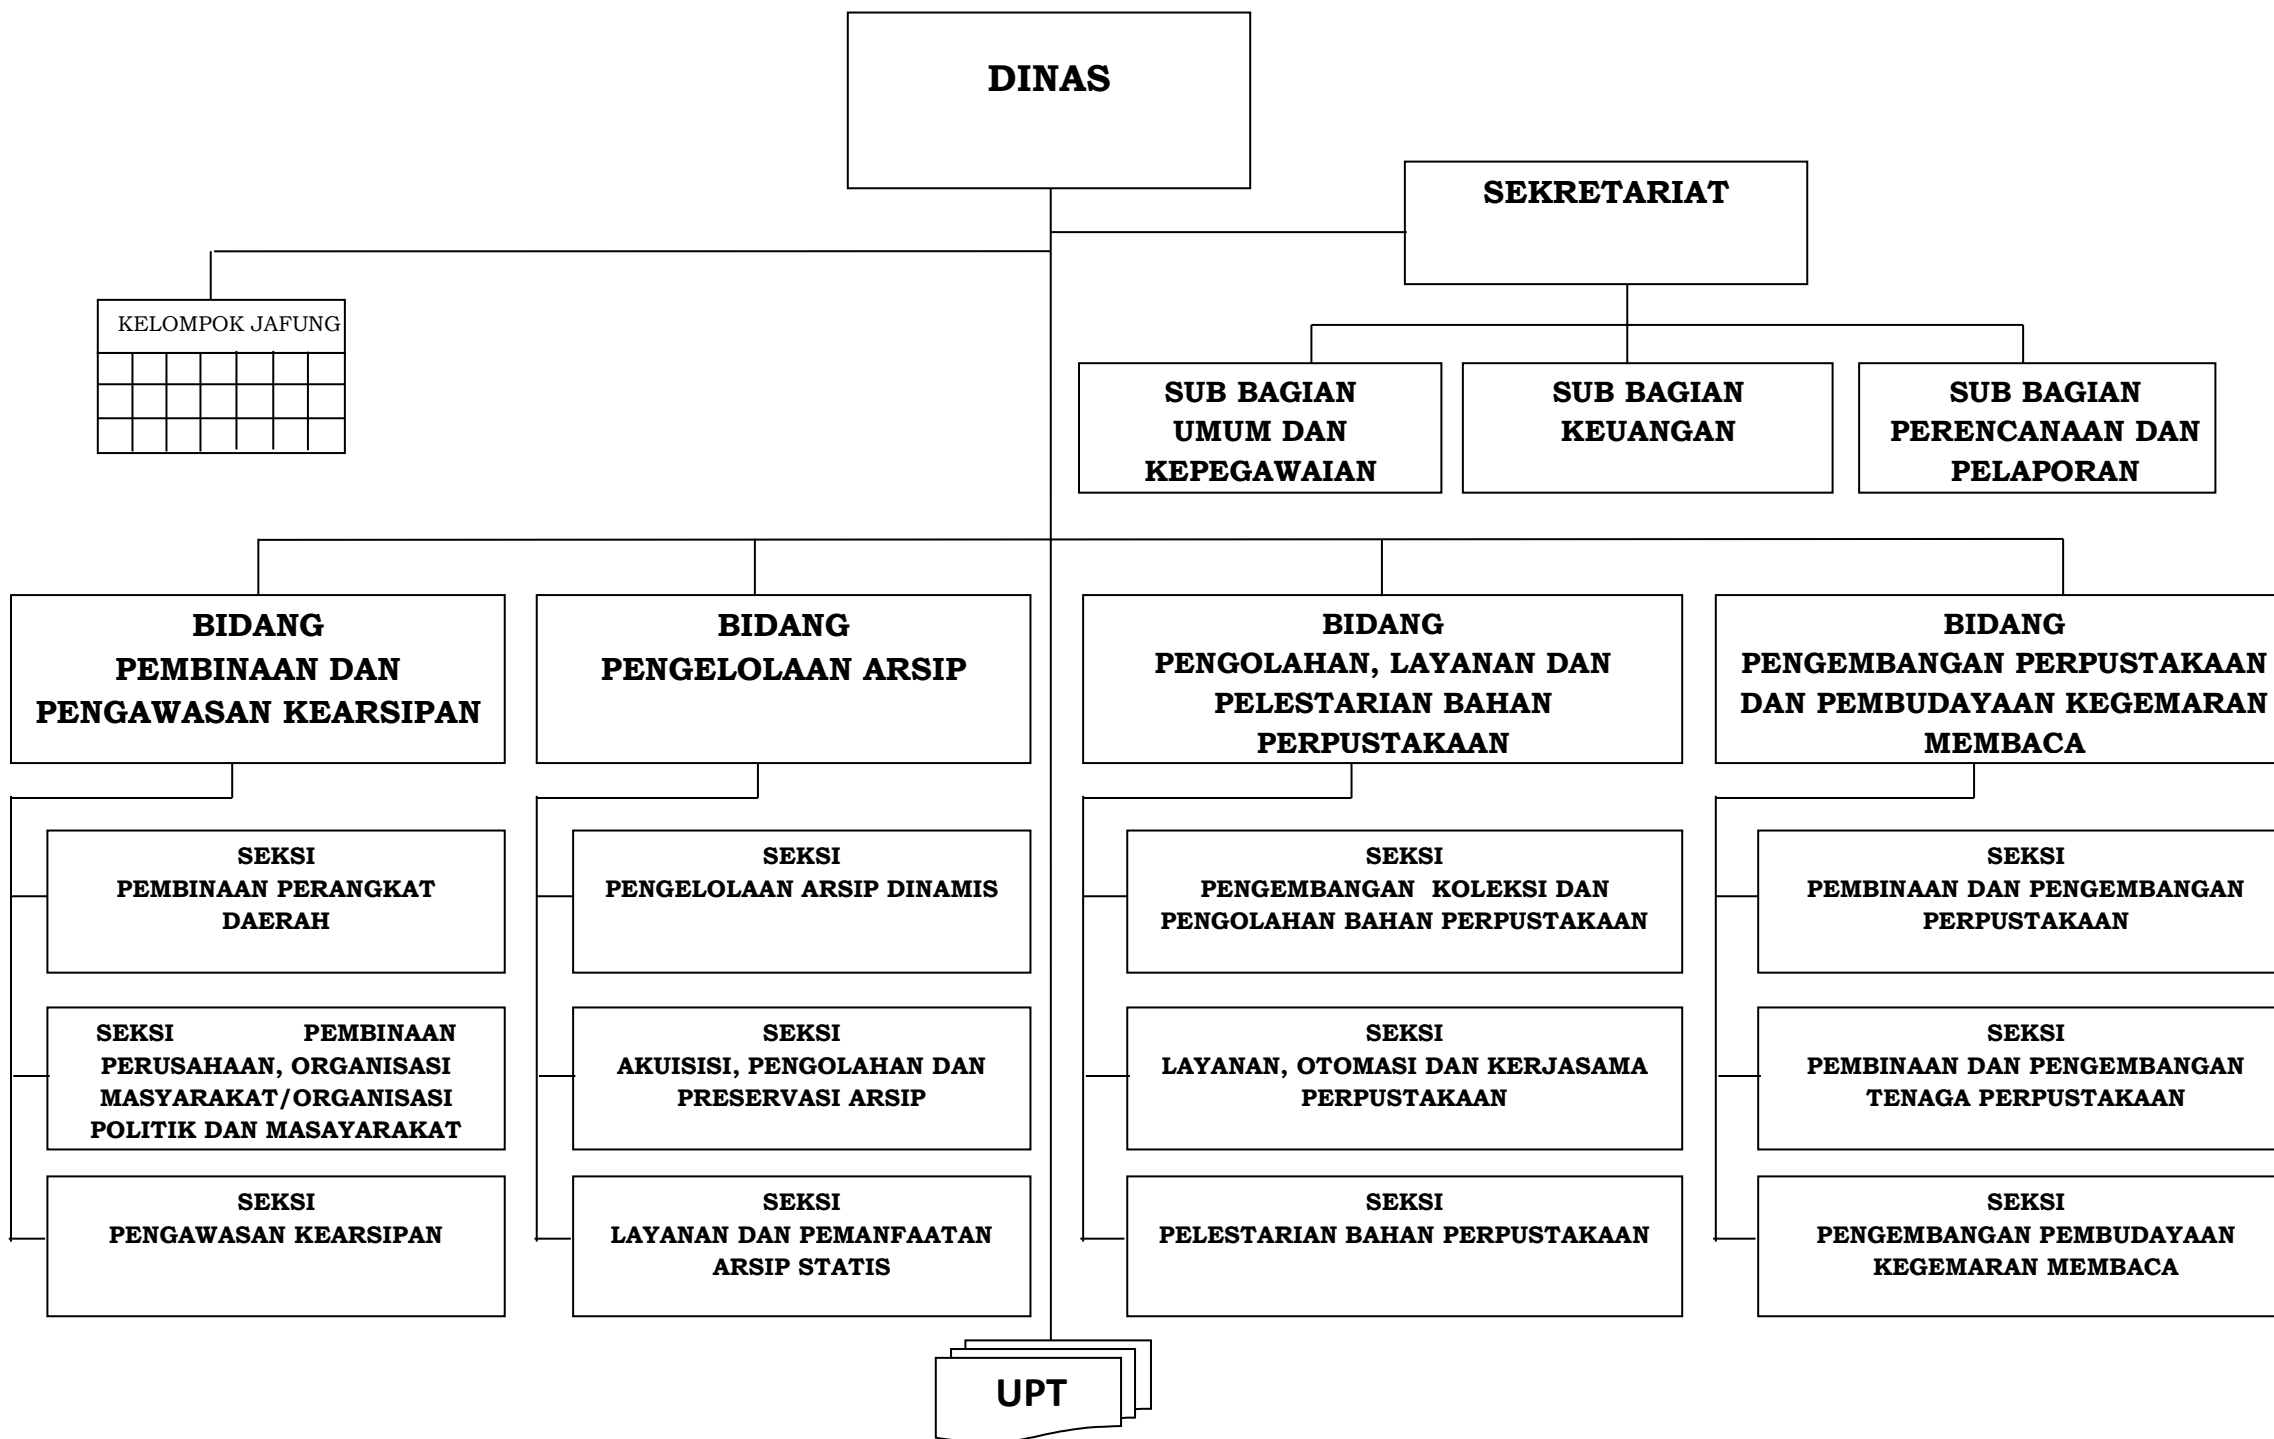 DINAS
SEKRETARIAT
KELOMPOK JAFUNG
SUB BAGIAN
UMUM DAN
KEPEGAWAIAN
SUB BAGIAN
KEUANGAN
SUB BAGIAN
PERENCANAAN DAN
PELAPORAN
BIDANG
PEMBINAAN DAN
PENGAWASAN KEARSIPAN
BIDANG
PENGELOLAAN ARSIP
BIDANG
PENGOLAHAN, LAYANAN DAN
PELESTARIAN BAHAN
PERPUSTAKAAN
BIDANG
PENGEMBANGAN PERPUSTAKAAN
DAN PEMBUDAYAAN KEGEMARAN
MEMBACA
SEKSI
PEMBINAAN PERANGKAT
DAERAH
SEKSI
PENGELOLAAN ARSIP DINAMIS
SEKSI
PENGEMBANGAN KOLEKSI DAN
PENGOLAHAN BAHAN PERPUSTAKAAN
SEKSI
PEMBINAAN DAN PENGEMBANGAN
PERPUSTAKAAN
SEKSI PEMBINAAN
PERUSAHAAN, ORGANISASI
MASYARAKAT/ORGANISASI
POLITIK DAN MASAYARAKAT
SEKSI
AKUISISI, PENGOLAHAN DAN
PRESERVASI ARSIP
SEKSI
LAYANAN, OTOMASI DAN KERJASAMA
PERPUSTAKAAN
SEKSI
PEMBINAAN DAN PENGEMBANGAN
TENAGA PERPUSTAKAAN
SEKSI
PENGAWASAN KEARSIPAN
SEKSI
LAYANAN DAN PEMANFAATAN
ARSIP STATIS
SEKSI
PELESTARIAN BAHAN PERPUSTAKAAN
SEKSI
PENGEMBANGAN PEMBUDAYAAN
KEGEMARAN MEMBACA
UPT